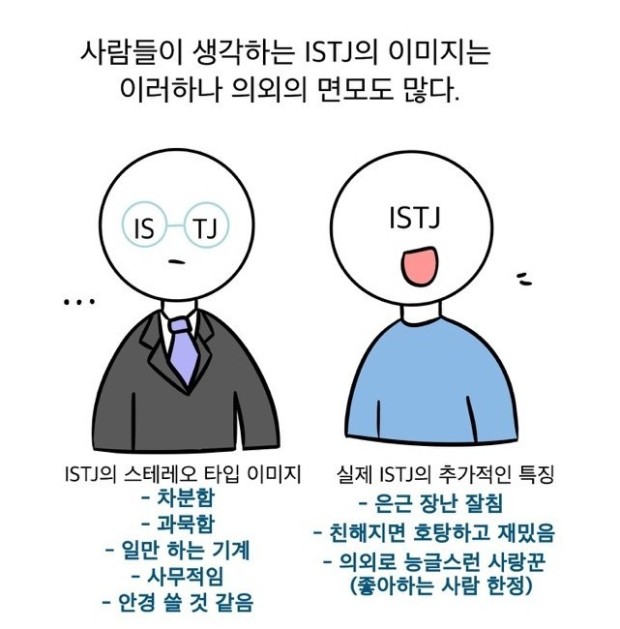 사람들이 생각하는 ISTJ의 이미지는
이러하나 의외의 면모도 많다.
IS TJ
ISTJ
...
ISTJ의 스테레오 타입 이미지
- 차분함
- 과묵함
- 일만 하는 기계
- 사무적임
- 안경 쓸 것 같음
실제 ISTJ의 추가적인 특징
- 은근 장난 잘침
- 친해지면 호탕하고 재밌음
- 의외로 능글스런 사랑꾼
(좋아하는 사람 한정)